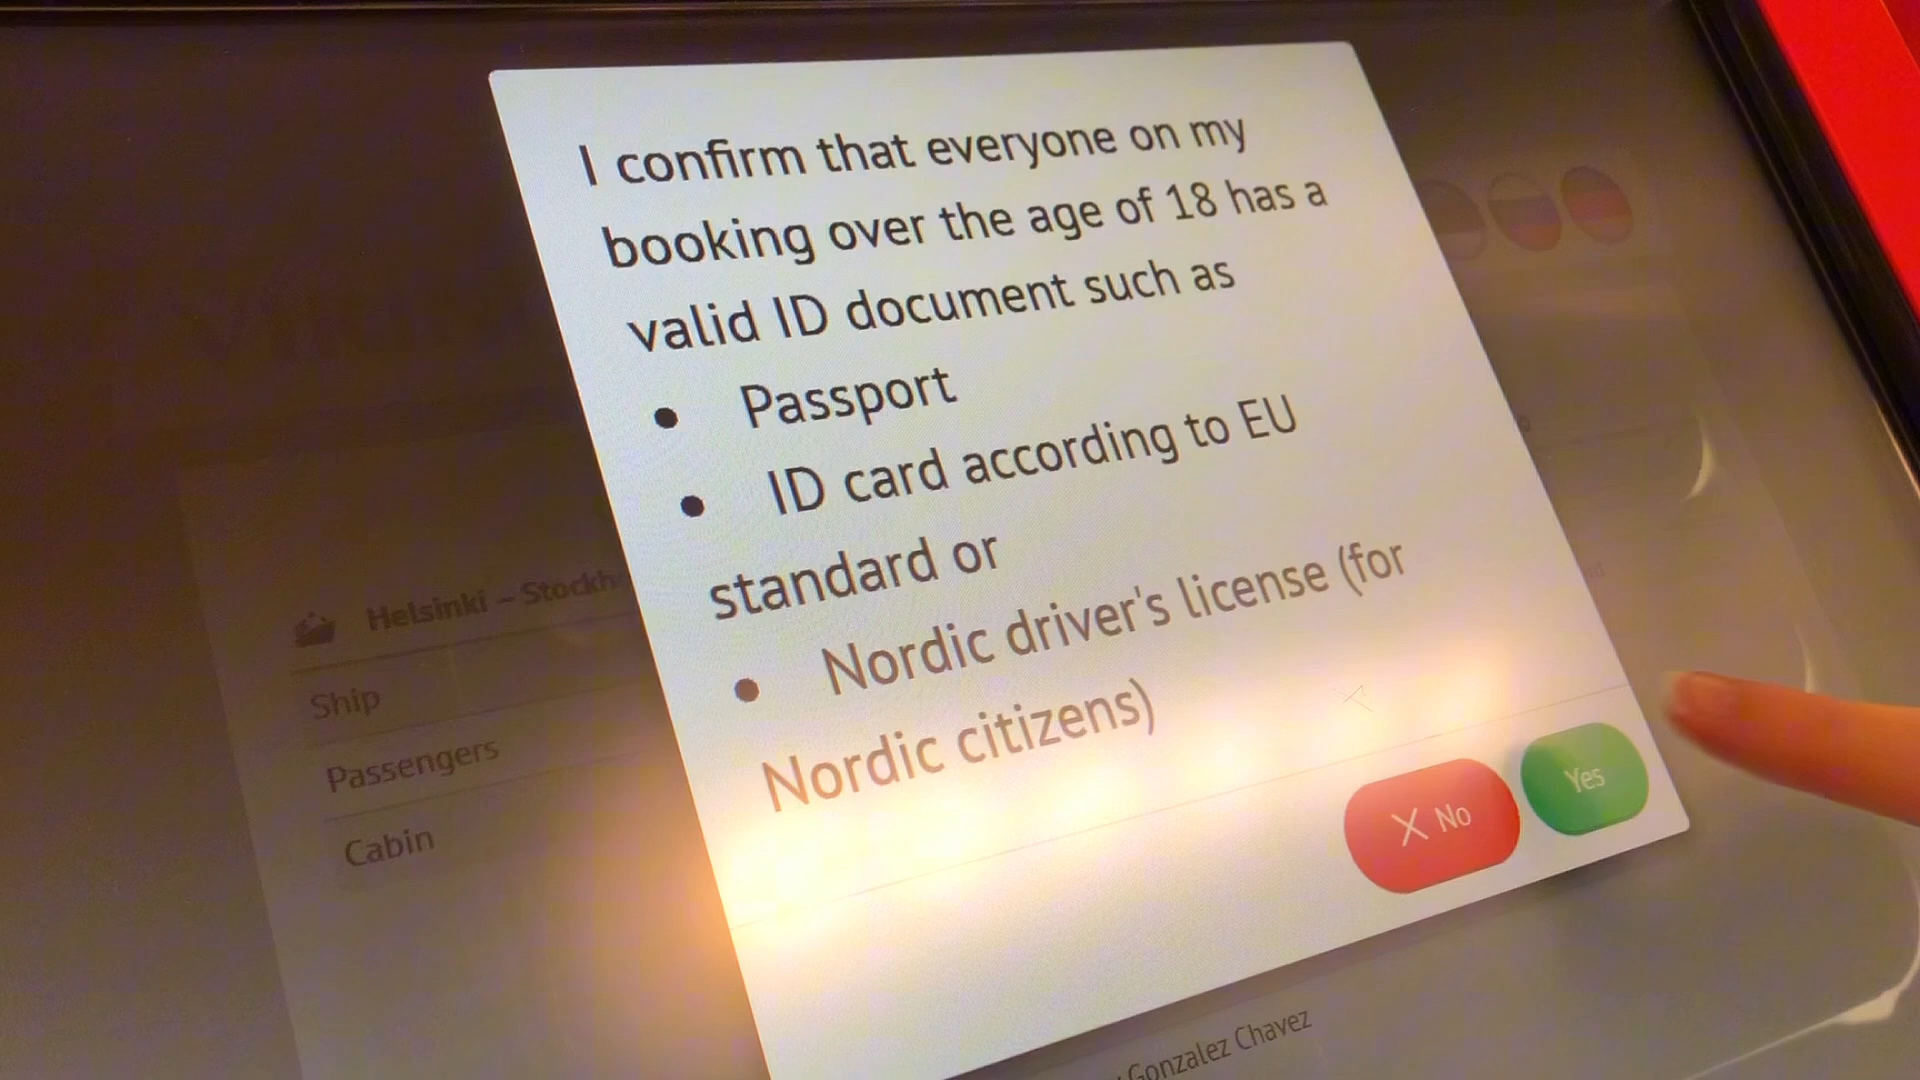 I confirm that everyone on my
booking over the age of 18 has a
valid ID document such as
• Passport
• ID card according to EU
standard or
• Nordic driver's license (for
Nordic citizens)
X No
Yes
Helsinki – Stockh
Ship
Passengers
Cabin
Gonzalez Chavez